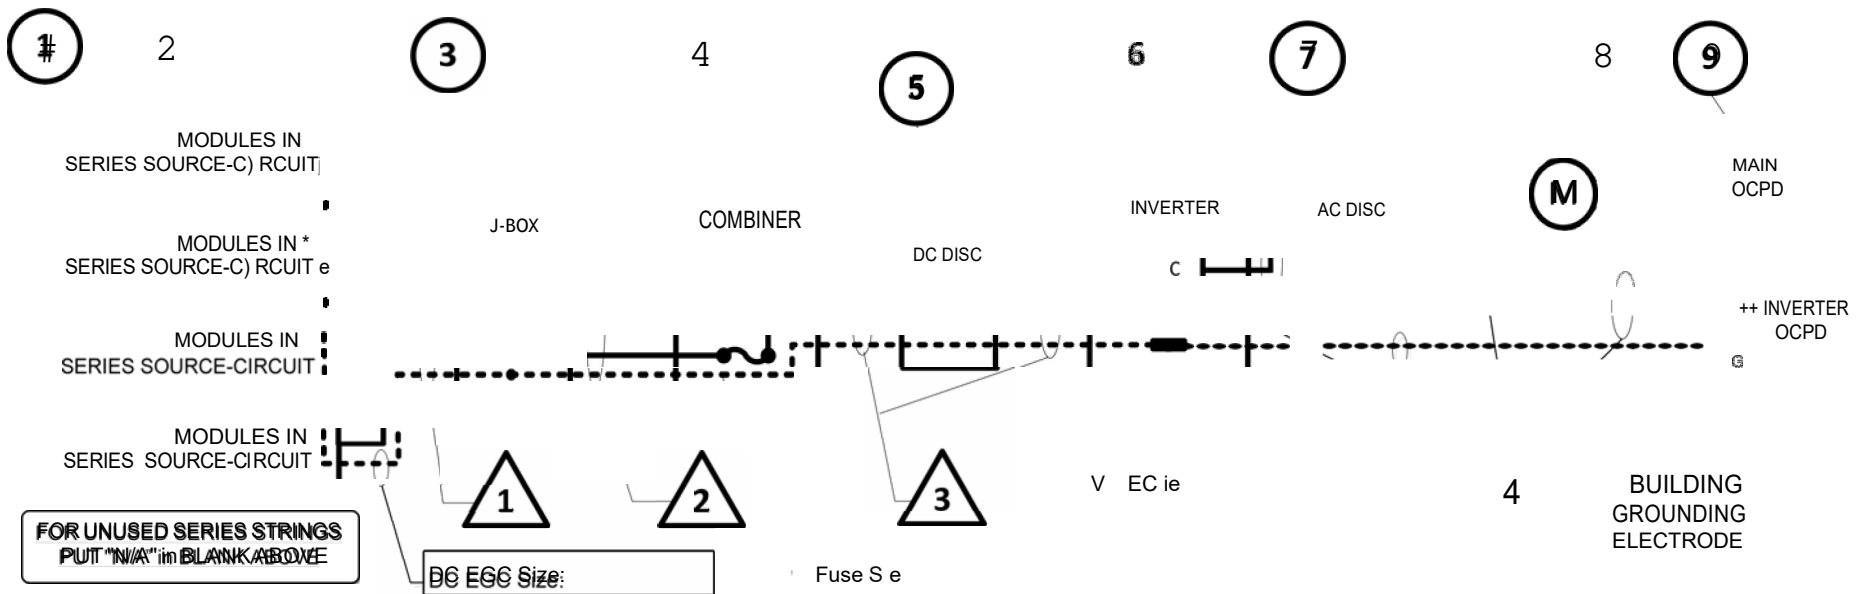 2
3
4
5
6
7
8
9
MODULES IN
SERIES SOURCE-C) RCUIT
MODULES IN *
SERIES SOURCE-C) RCUIT e
MODULES IN
SERIES SOURCE-CIRCUIT
MODULES IN
SERIES SOURCE-CIRCUIT
FOR UNUSED SERIES STRINGS
PUT "N/A" in BLANK ABOVE
J-BOX
COMBINER
DC DISC
INVERTER
C
AC DISC
M
MAIN
OCPD
++ INVERTER
OCPD
G
1
2
3
V EC ie
4
BUILDING
GROUNDING
ELECTRODE
DC EGC Size:
Fuse S e